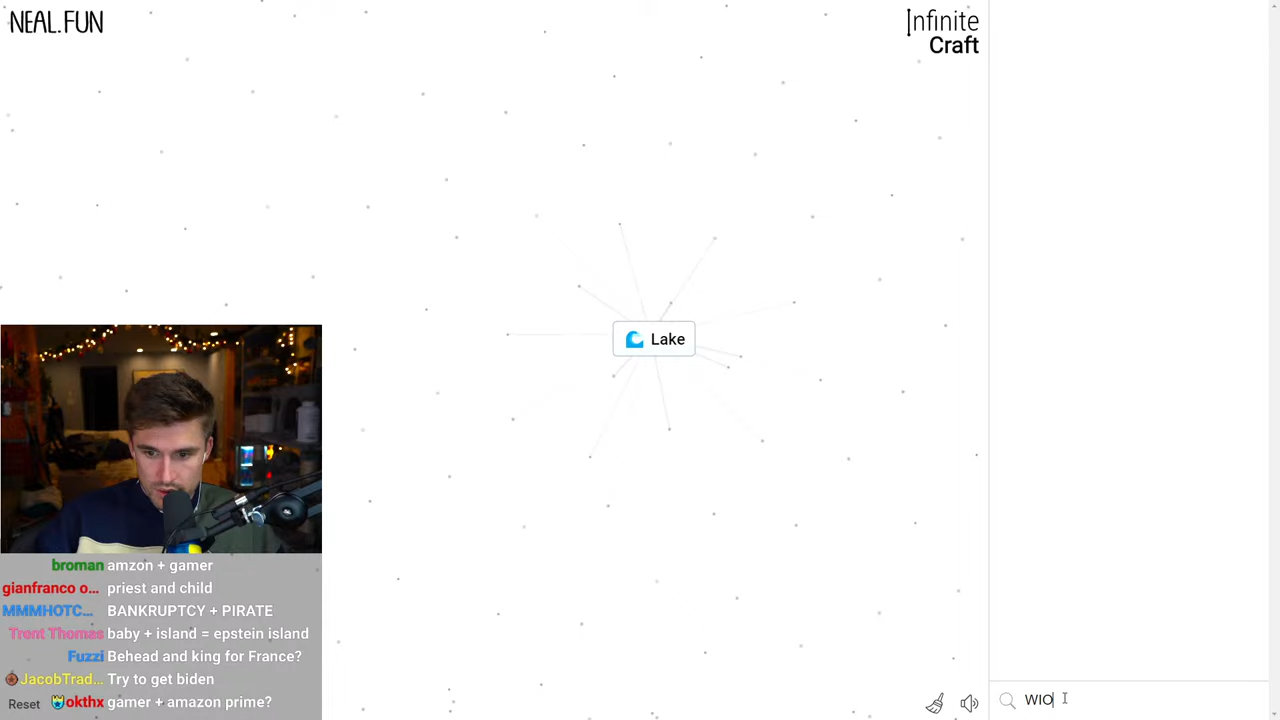 NEAL.FUN
Infinite
Craft
Lake
broman amzon + gamer
gianfranco o... priest and child
MMMHOTC... BANKRUPTCY + PIRATE
Trent Thomas baby + island = epstein island
Fuzzi Behead and king for France?
JacobTrad... Try to get biden
okthx gamer + amazon prime?
Reset
WIO